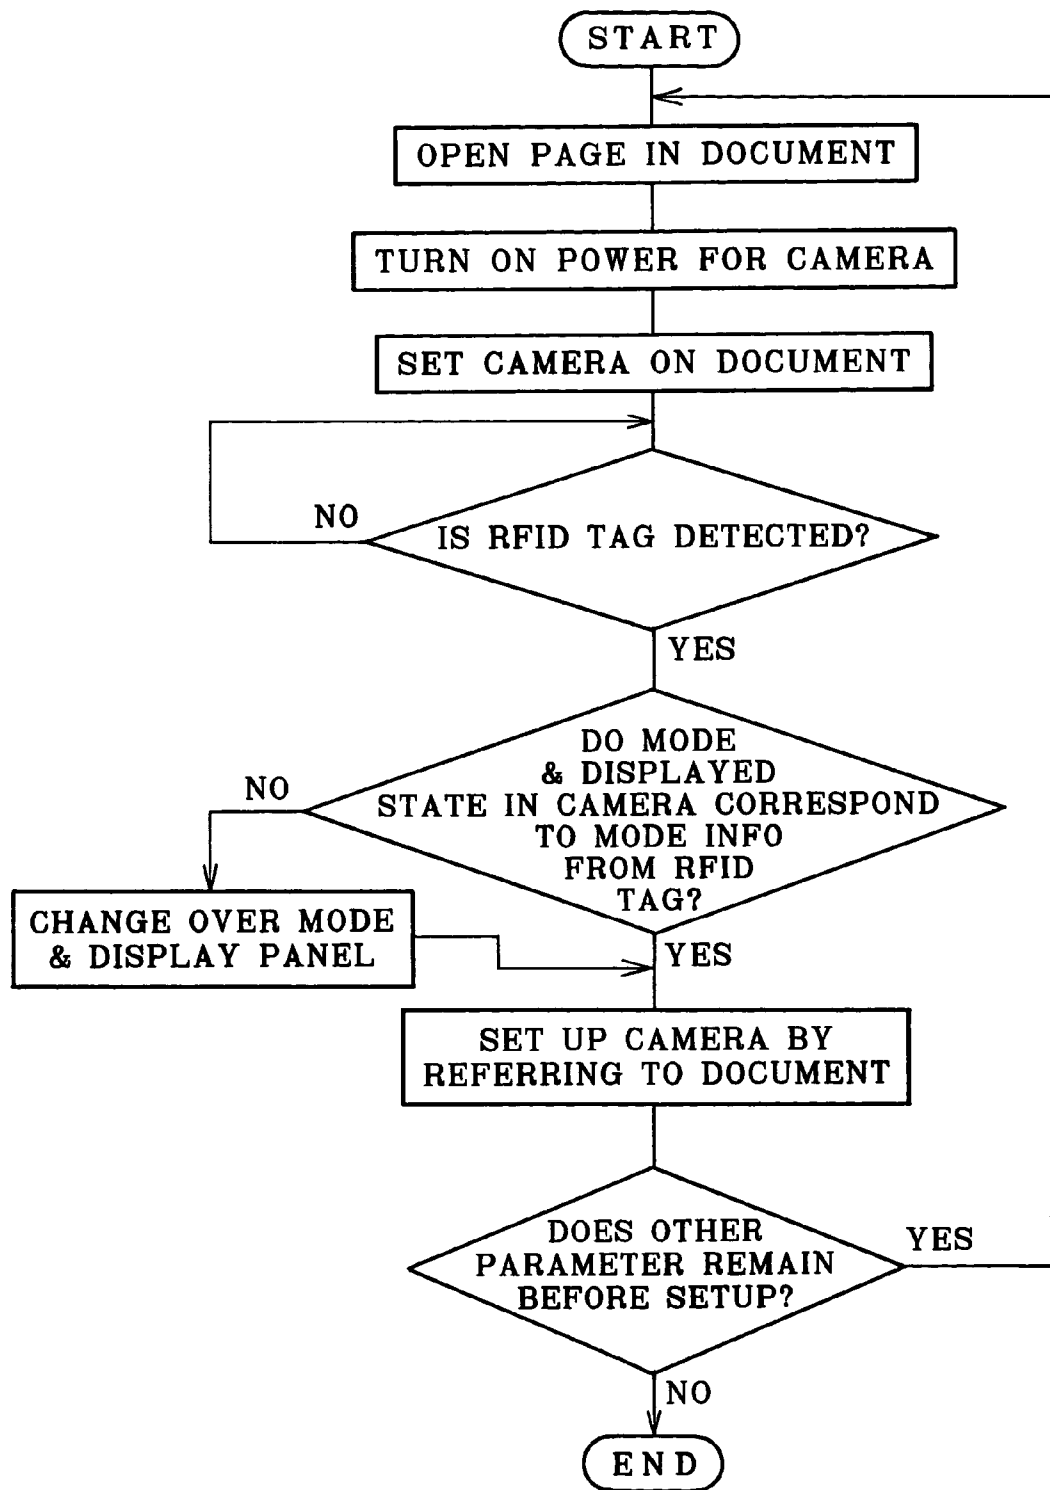 START
OPEN PAGE IN DOCUMENT
TURN ON POWER FOR CAMERA
SET CAMERA ON DOCUMENT
NO
IS RFID TAG DETECTED?
YES
DO MODE
& DISPLAYED
STATE IN CAMERA CORRESPOND
TO MODE INFO
FROM RFID
TAG?
NO
CHANGE OVER MODE
& DISPLAY PANEL
YES
SET UP CAMERA BY
REFERRING TO DOCUMENT
DOES OTHER
PARAMETER REMAIN
BEFORE SETUP?
YES
NO
END